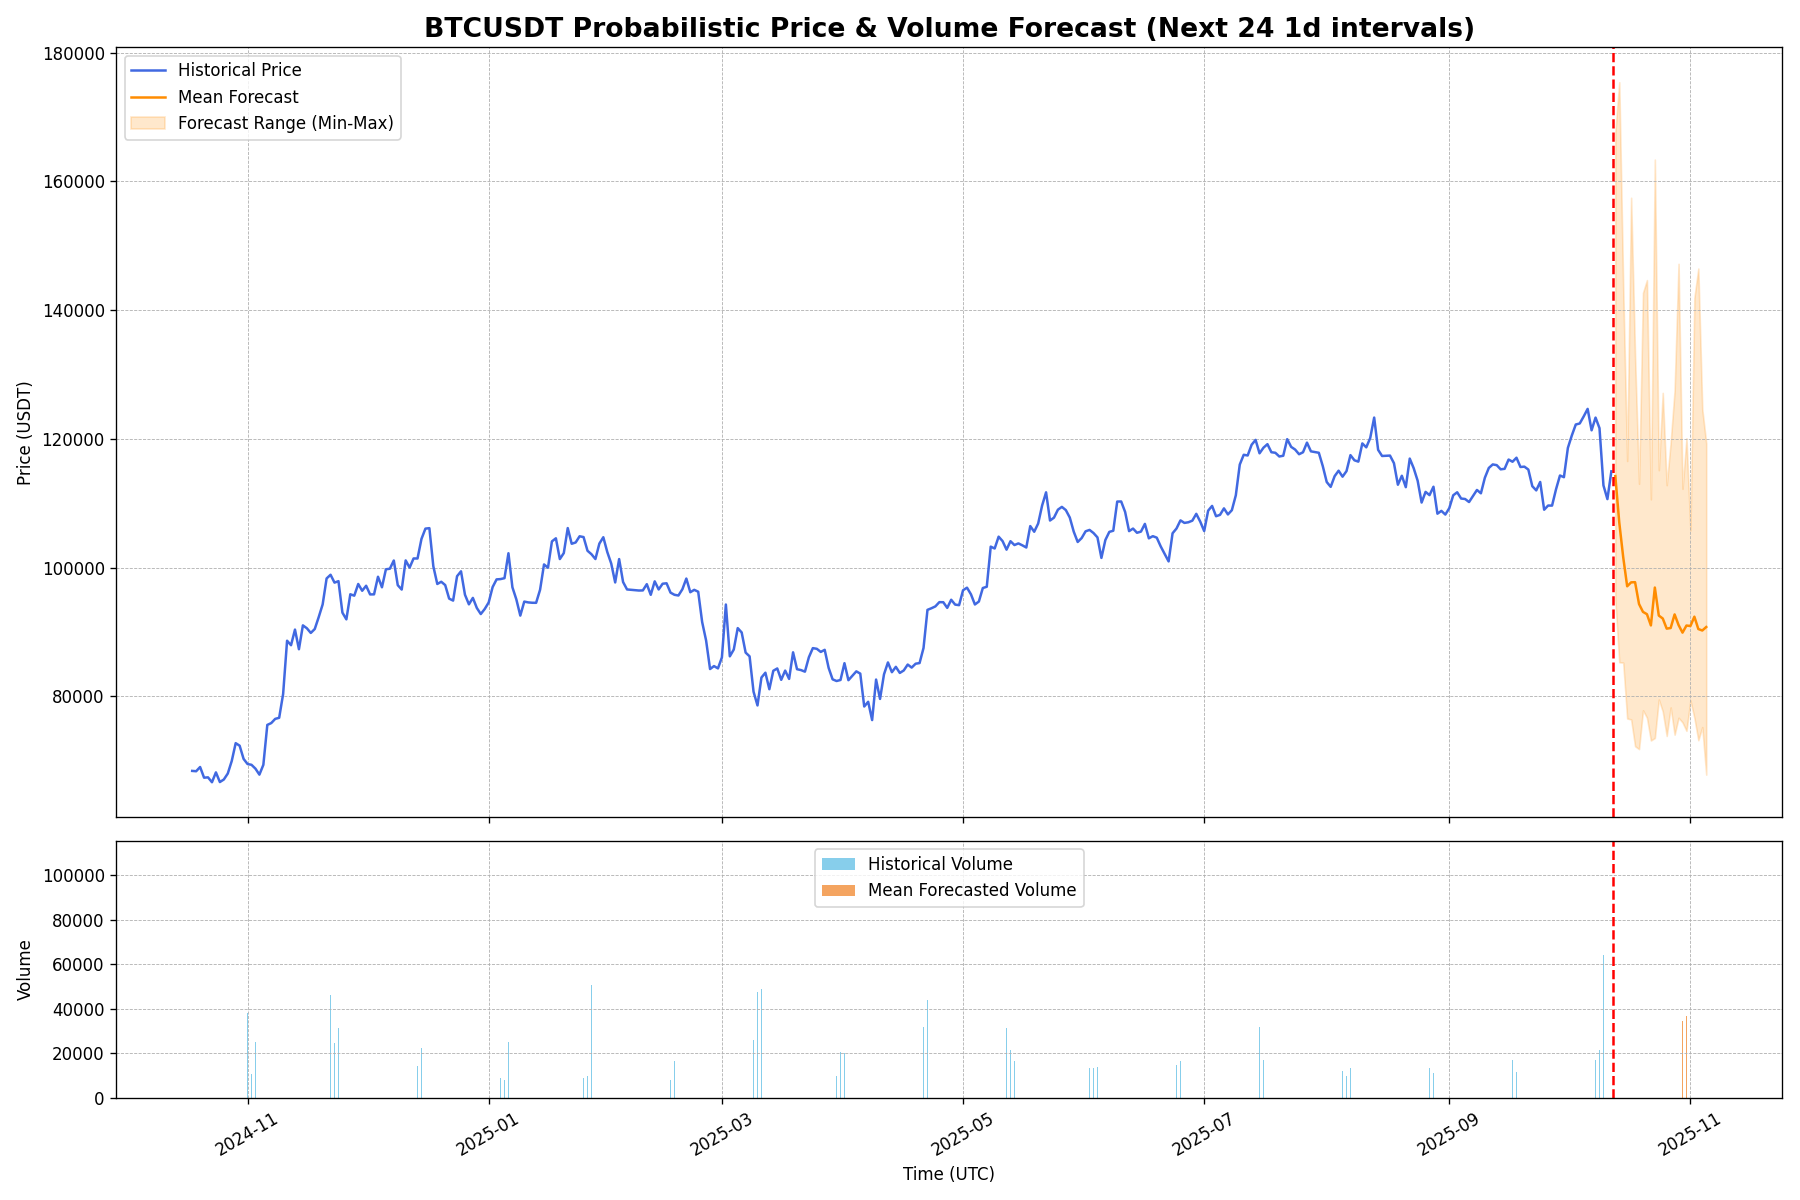 BTCUSDT Probabilistic Price & Volume Forecast (Next 24 1d intervals)
180000
160000
140000
120000
100000
80000
Price (USDT)
Historical Price
Mean Forecast
Forecast Range (Min-Max)
100000
80000
60000
40000
20000
0
Volume
Historical Volume
Mean Forecasted Volume
2024-11
2025-01
2025-03
2025-05
2025-07
2025-09
2025-11
Time (UTC)